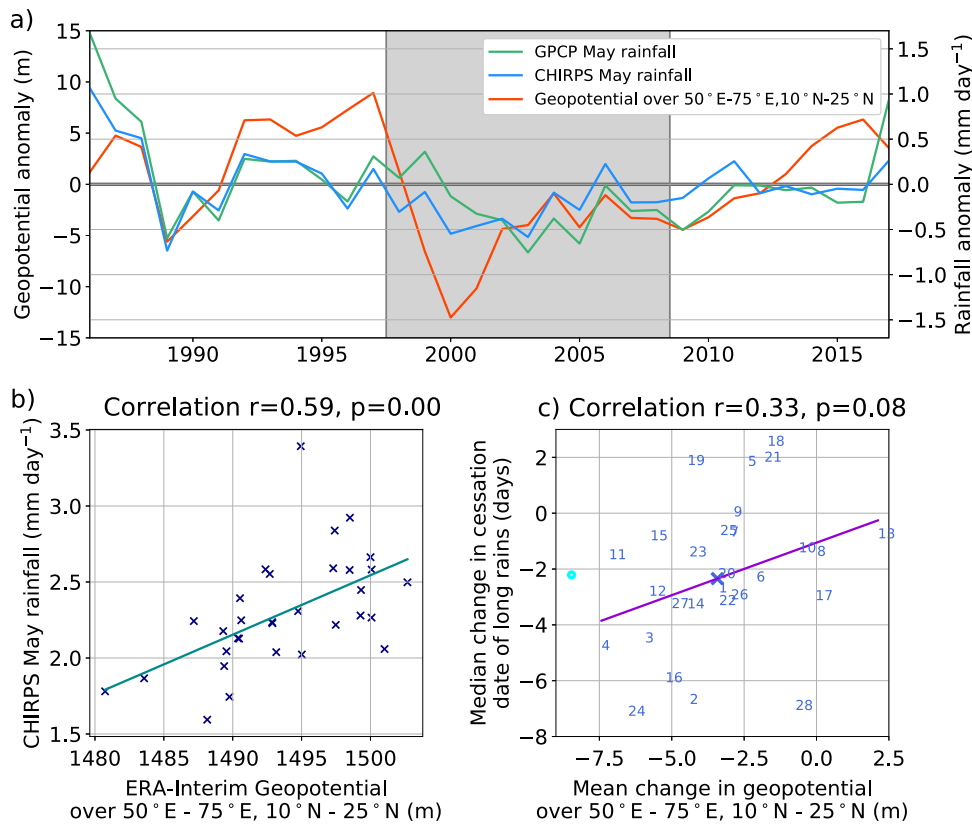 a)
Geopotential anomaly (m)
15
10
5
0
−5
−10
−15
GPCP May rainfall
CHIRPS May rainfall
Geopotential over 50°E-75°E,10°N-25°N
1.5
1.0
0.5
0.0
−0.5
−1.0
−1.5
Rainfall anomaly (mm day⁻¹)
1990 1995 2000 2005 2010 2015
b)
Correlation r=0.59, p=0.00
CHIRPS May rainfall (mm day⁻¹)
3.5
3.0
2.5
2.0
1.5
1480 1485 1490 1495 1500
ERA-Interim Geopotential
over 50°E - 75°E, 10°N - 25°N (m)
c) Correlation r=0.33, p=0.08
Median change in cessation
date of long rains (days)
2
0
−2
−4
−6
−8
18
19 5 21
9
15 25 7 13
11 13 10 8
20 6
12 1 26 17
27 14 22
3
4
16
2 28
24
−7.5 −5.0 −2.5 0.0 2.5
Mean change in geopotential
over 50°E - 75°E, 10°N - 25°N (m)